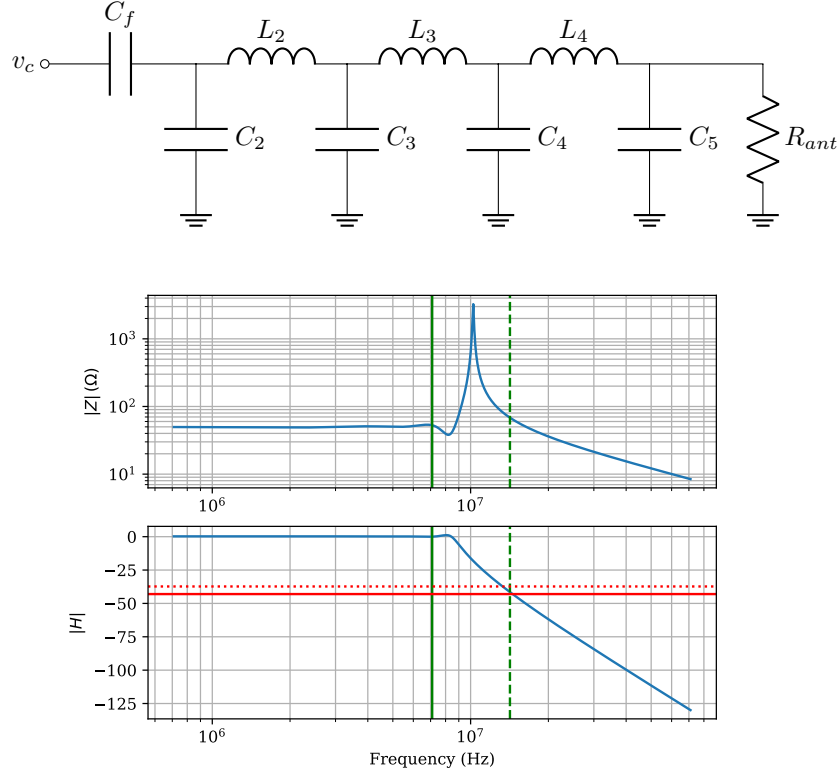 C_f
L_2
L_3
L_4
v_c
C_2
C_3
C_4
C_5
R_ant
|Z| (Ω)
10^3
10^2
10^1
10^6
10^7
|H|
0
−25
−50
−75
−100
−125
10^6
10^7
Frequency (Hz)